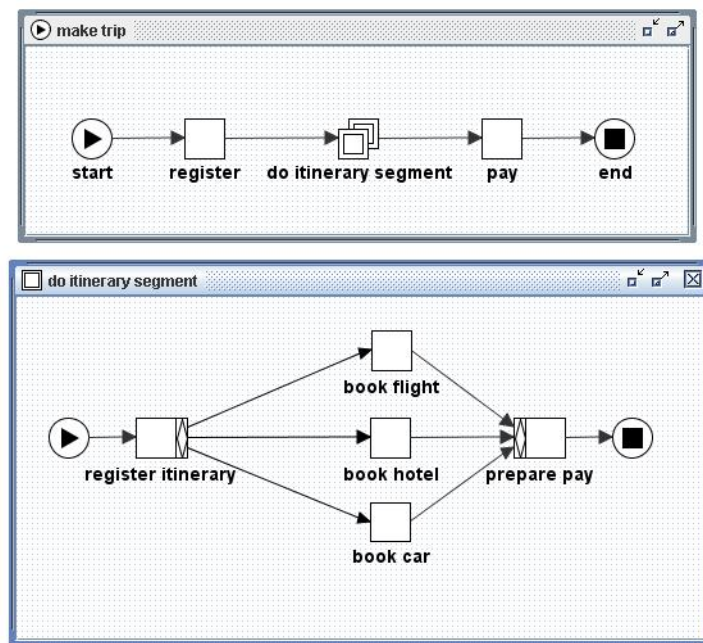 make trip
start register do itinerary segment pay end
do itinerary segment
book flight
register itinerary book hotel prepare pay
book car